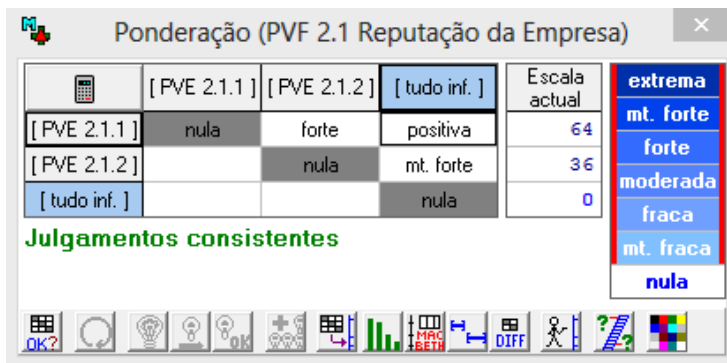 Ponderação (PVF 2.1 Reputação da Empresa)
[ PVE 2.1.1 ] [ PVE 2.1.2 ] [ tudo inf. ] Escala actual
[ PVE 2.1.1 ] nula forte positiva 64
[ PVE 2.1.2 ] nula mt. forte 36
[ tudo inf. ] nula 0
extrema
mt. forte
forte
moderada
fraca
mt. fraca
nula
Julgamentos consistentes
OK? OK MAC BETH DIFF